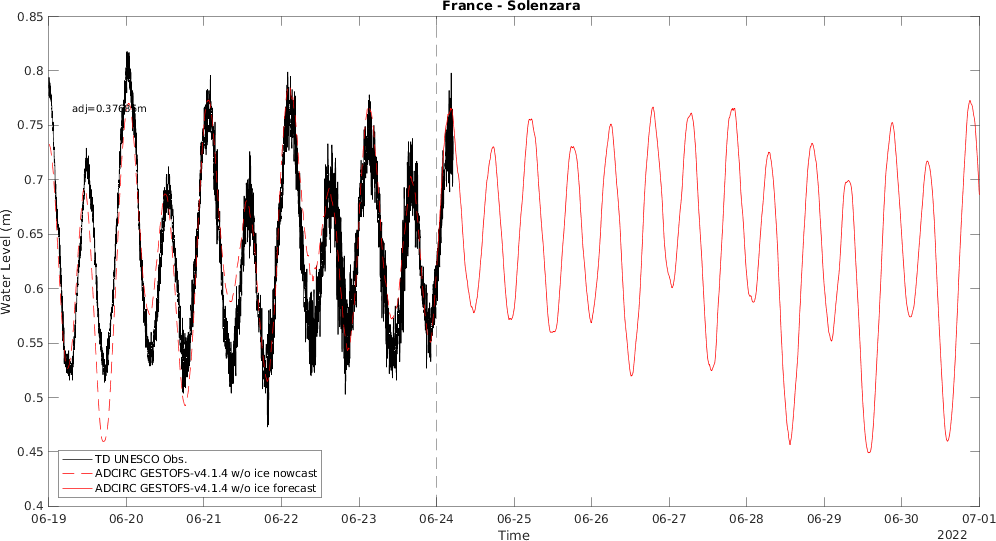 France - Solenzara
0.85
0.8
0.75
0.7
0.65
0.6
0.55
0.5
0.45
0.4
Water Level (m)
TD UNESCO Obs.
ADCIRC GESTOFS-v4.1.4 w/o ice nowcast
ADCIRC GESTOFS-v4.1.4 w/o ice forecast
06-19 06-20 06-21 06-22 06-23 06-24 06-25 06-26 06-27 06-28 06-29 06-30 07-01
Time
2022